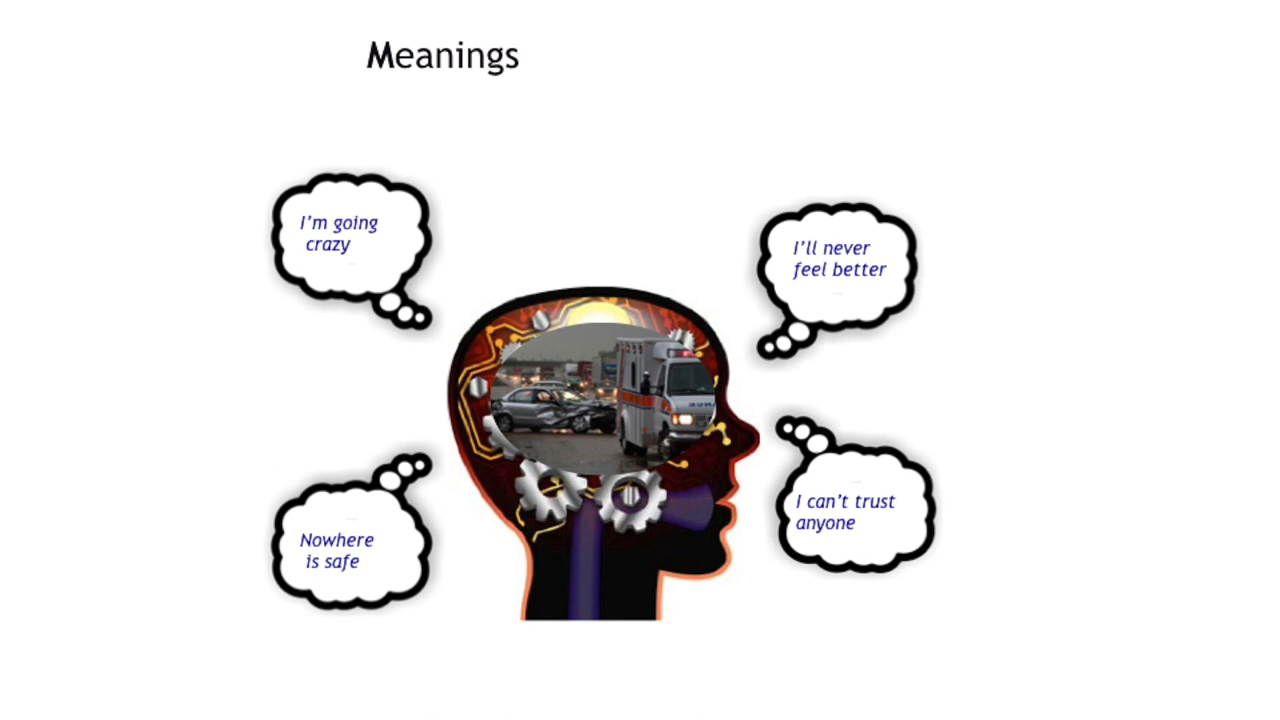 Meanings
I'm going
crazy
I'll never
feel better
Nowhere
is safe
I can't trust
anyone